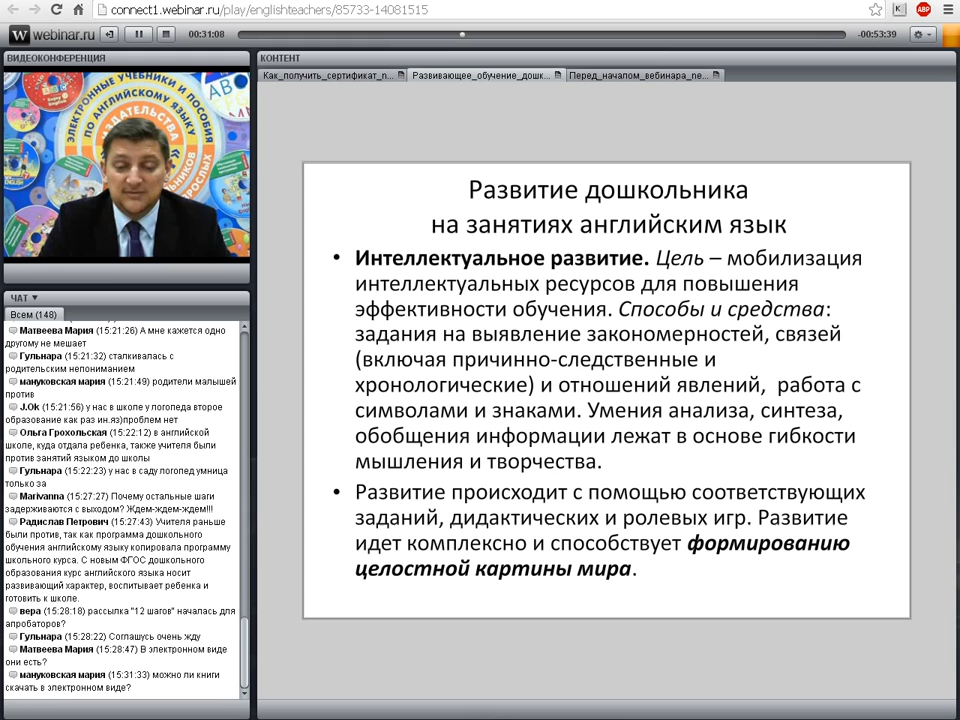 connect1.webinar.ru/play/englishteachers/85733-14081515
K
ABP
W webinar.ru
00:31:08
-00:53:39
ВИДЕОКОНФЕРЕНЦИЯ
ЭЛЕКТРОННЫЕ УЧЕБНИКИ И ПОСОБИЯ
ПО АНГЛИЙСКОМУ ЯЗЫКУ
ИЗДАТЕЛЬСТВА
ЧАТ
Всем (148)
Матвеева Мария (15:21:26) А мне кажется одно
другому не мешает
Гульнара (15:21:32) сталкивалась с
родительским непониманием
мануковская мария (15:21:49) родители малышей
против
J.Ok (15:21:56) у нас в школе у логопеда второе
образование как раз ин.яз)проблем нет
Ольга Грохольская (15:22:12) в английской
школе, куда отдала ребенка, также учителя были
против занятий языком до школы
Гульнара (15:22:23) у нас в саду логопед умница
только за
Marivanna (15:27:27) Почему остальные шаги
задерживаются с выходом? Ждем-ждем-ждем!!!
Радислав Петрович (15:27:43) Учителя раньше
были против, так как программа дошкольного
обучения английскому языку копировала программу
школьного курса. С новым ФГОС дошкольного
образования курс английского языка носит
развивающий характер, воспитывает ребенка и
готовить к школе.
вера (15:28:18) рассылка "12 шагов" началась для
апробаторов?
Гульнара (15:28:22) Соглашусь очень жду
Матвеева Мария (15:28:47) В электронном виде
они есть?
мануковская мария (15:31:33) можно ли книги
скачать в электронном виде?
КОНТЕНТ
Как_получить_сертификат_п...
Развивающее_обучение_дошк...
Перед_началом_вебинара_пе...
Развитие дошкольника
на занятиях английским язык
• Интеллектуальное развитие. Цель – мобилизация
интеллектуальных ресурсов для повышения
эффективности обучения. Способы и средства:
задания на выявление закономерностей, связей
(включая причинно-следственные и
хронологические) и отношений явлений, работа с
символами и знаками. Умения анализа, синтеза,
обобщения информации лежат в основе гибкости
мышления и творчества.
• Развитие происходит с помощью соответствующих
заданий, дидактических и ролевых игр. Развитие
идет комплексно и способствует формированию
целостной картины мира.